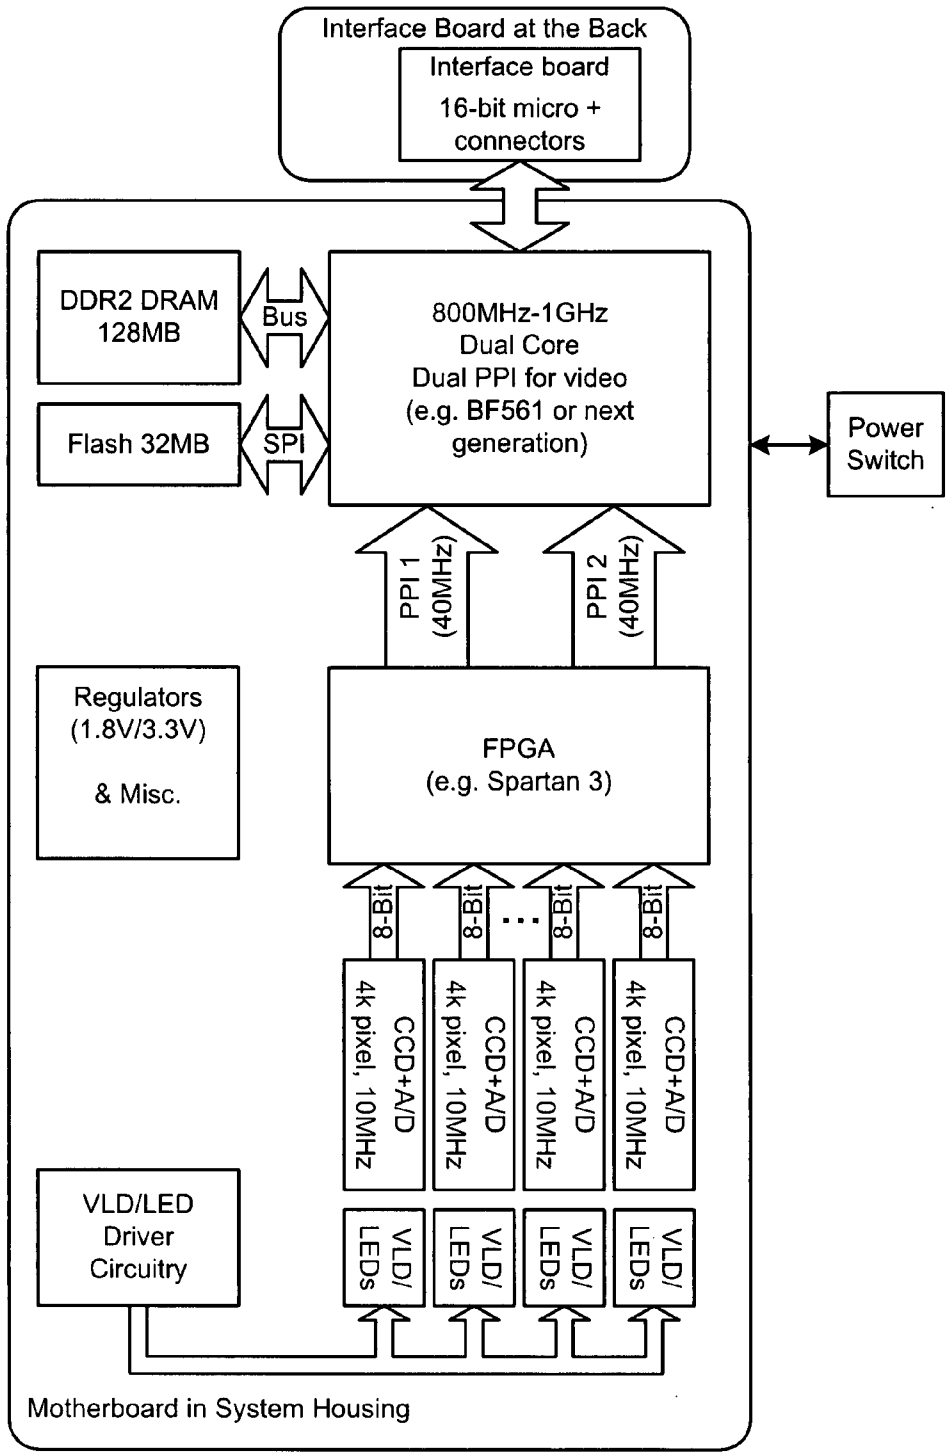 Interface Board at the Back
Interface board
16-bit micro +
connectors
DDR2 DRAM
128MB
Bus
800MHz-1GHz
Dual Core
Dual PPI for video
(e.g. BF561 or next
generation)
Flash 32MB
SPI
Power
Switch
PPI 1
(40MHz)
PPI 2
(40MHz)
Regulators
(1.8V/3.3V)
& Misc.
FPGA
(e.g. Spartan 3)
8-Bit
8-Bit
...
8-Bit
8-Bit
CCD+A/D
4k pixel, 10MHz
CCD+A/D
4k pixel, 10MHz
CCD+A/D
4k pixel, 10MHz
CCD+A/D
4k pixel, 10MHz
VLD/LED
Driver
Circuitry
VLD/
LEDs
VLD/
LEDs
VLD/
LEDs
VLD/
LEDs
Motherboard in System Housing